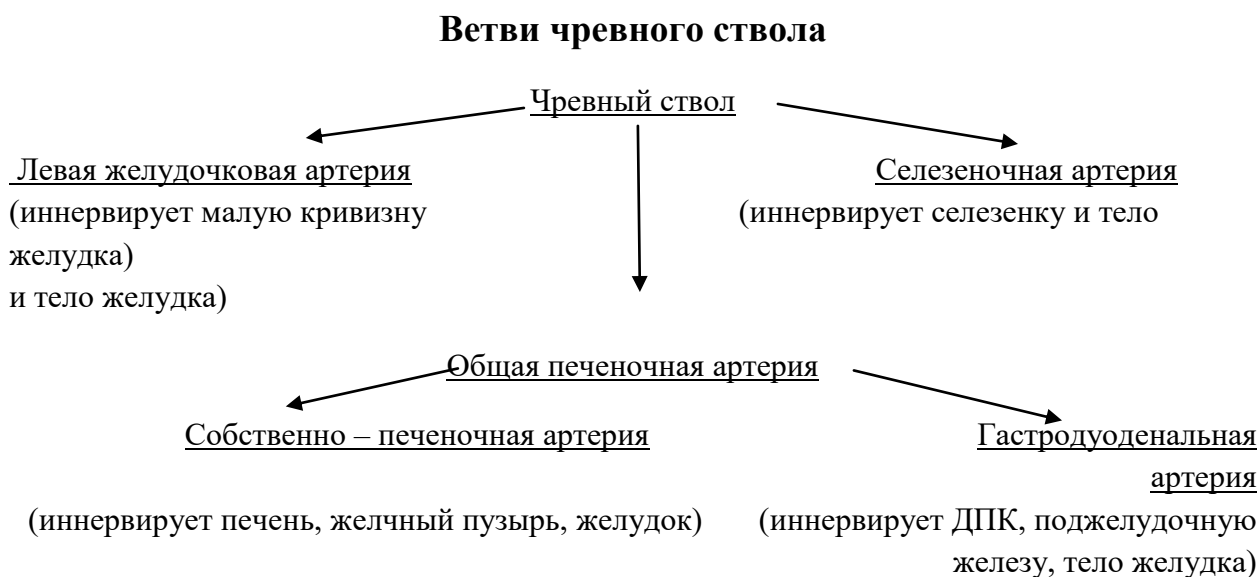 Ветви чревного ствола
Чревный ствол
Левая желудочковая артерия
Селезеночная артерия
(иннервирует малую кривизну
(иннервирует селезенку и тело
желудка)
и тело желудка)
Общая печеночная артерия
Собственно – печеночная артерия
Гастродуоденальная
артерия
(иннервирует печень, желчный пузырь, желудок)
(иннервирует ДПК, поджелудочную
железу, тело желудка)